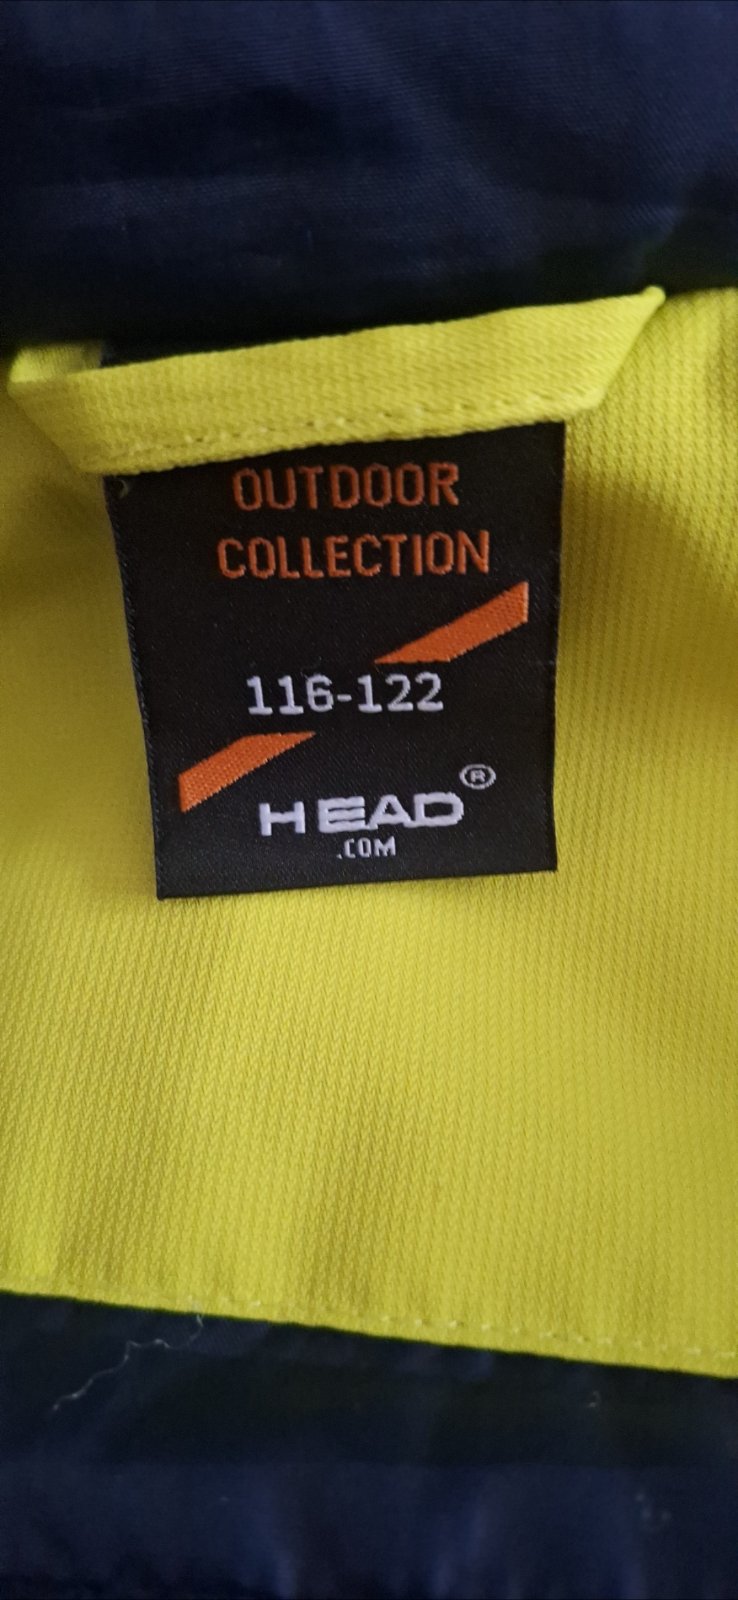 OUTDOOR
COLLECTION
116-122
HEAD®
.COM